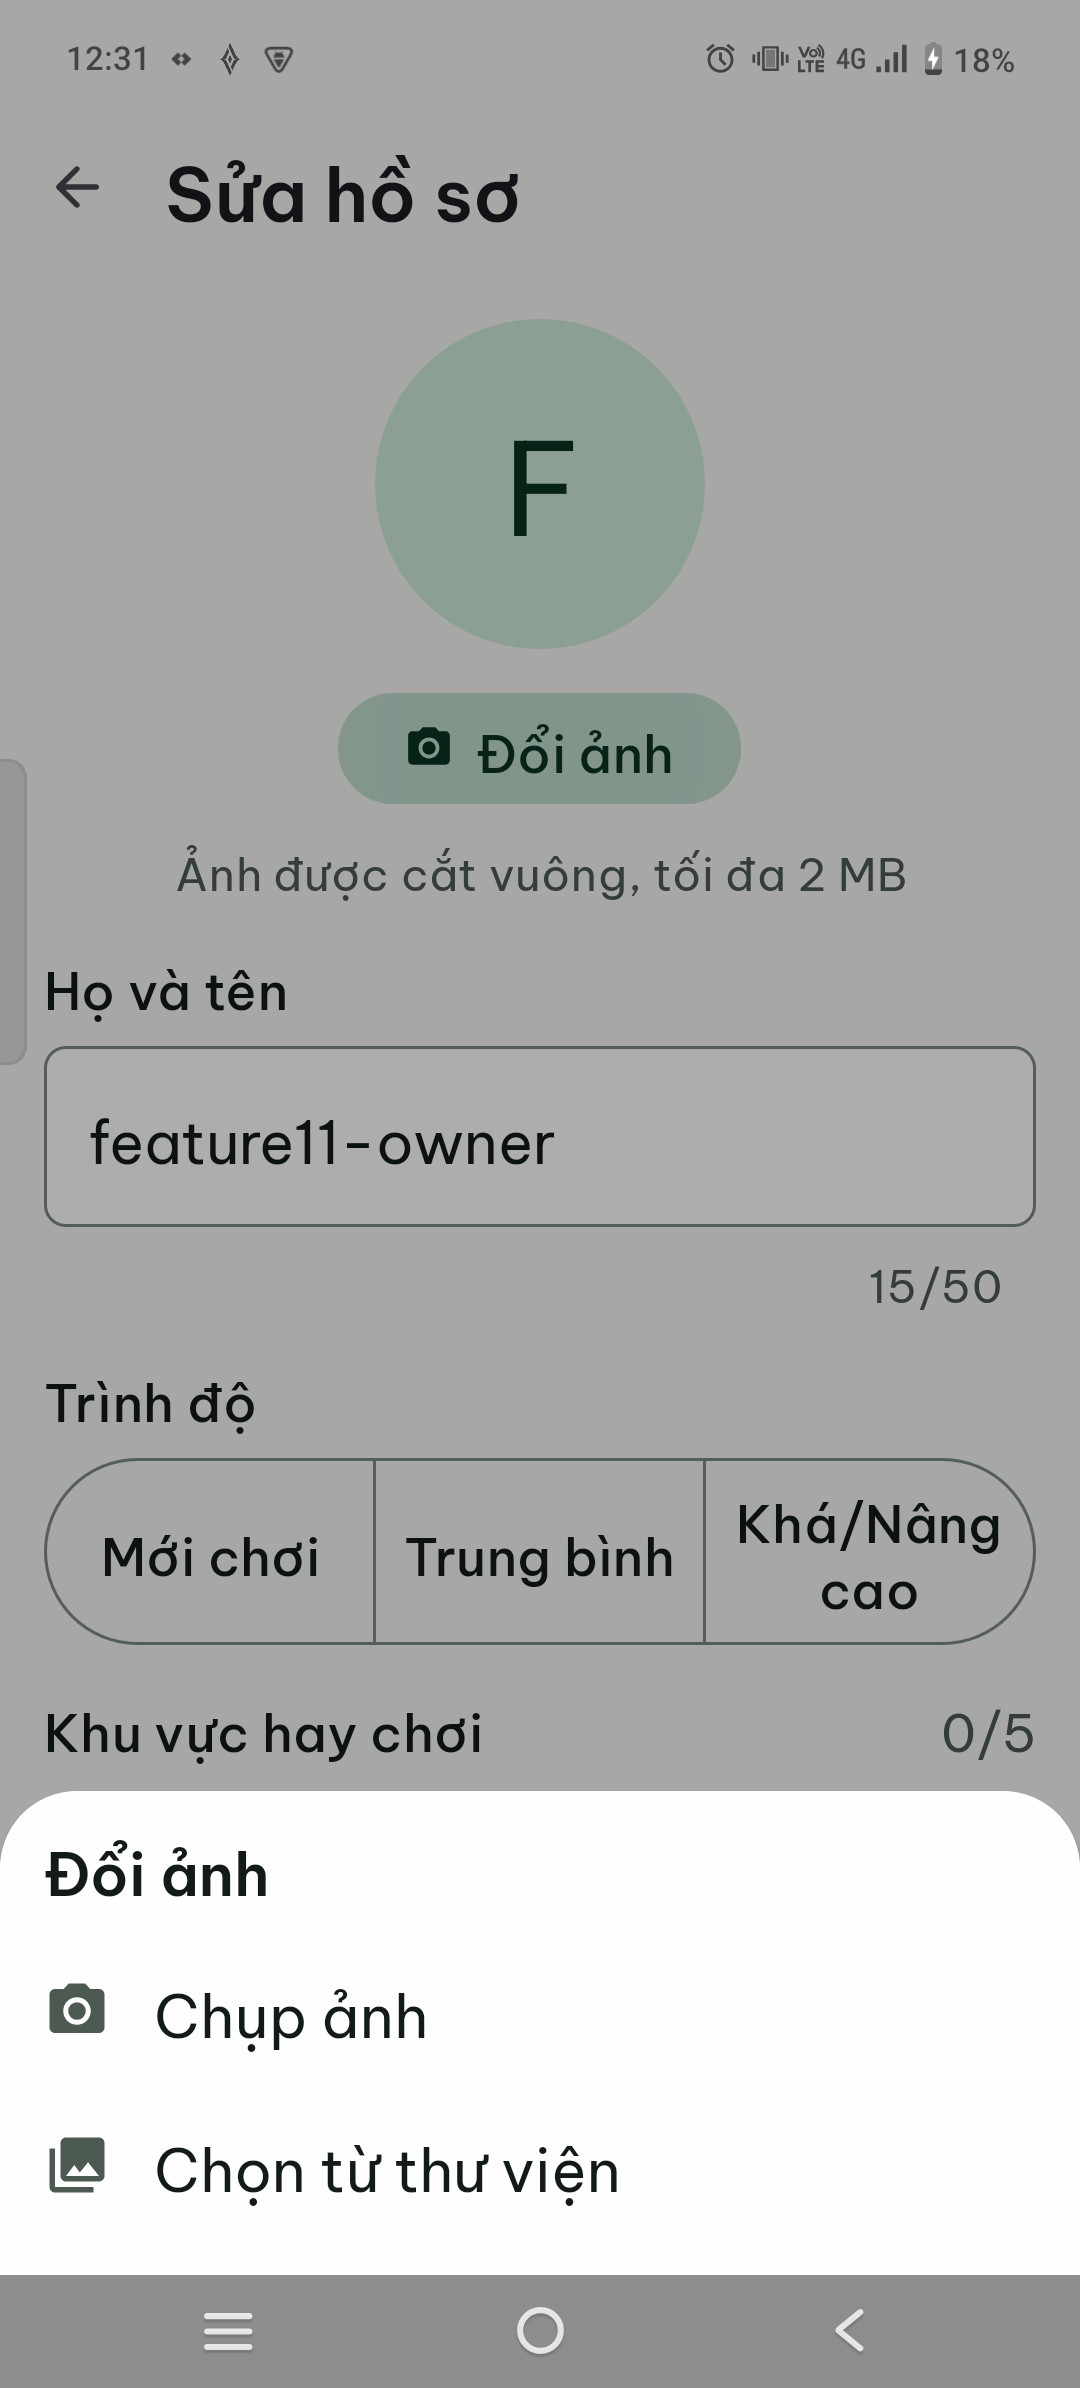 12:31
VoLTE 4G 18%
Sửa hồ sơ
F
Đổi ảnh
Ảnh được cắt vuông, tối đa 2 MB
Họ và tên
feature11-owner
15/50
Trình độ
Mới chơi
Trung bình
Khá/Nâng
cao
Khu vực hay chơi 0/5
Đổi ảnh
Chụp ảnh
Chọn từ thư viện